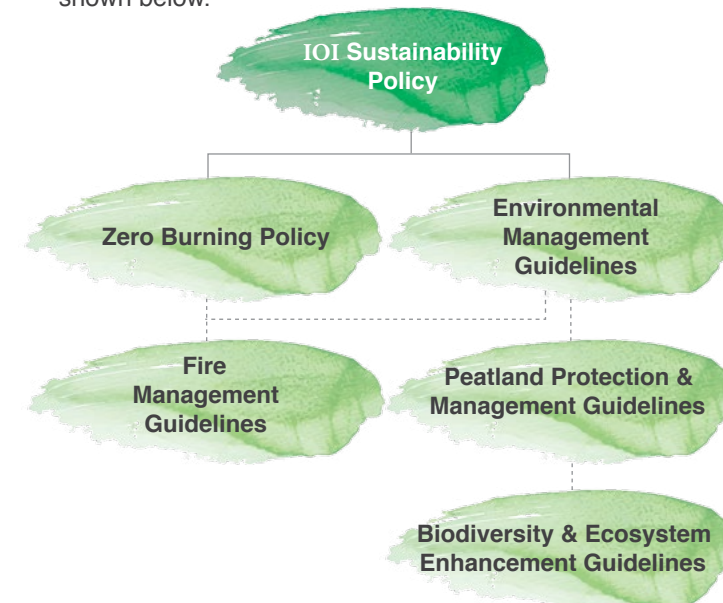 shown below.
IOI Sustainability
Policy
Zero Burning Policy
Environmental
Management
Guidelines
Fire
Management
Guidelines
Peatland Protection &
Management Guidelines
Biodiversity & Ecosystem
Enhancement Guidelines